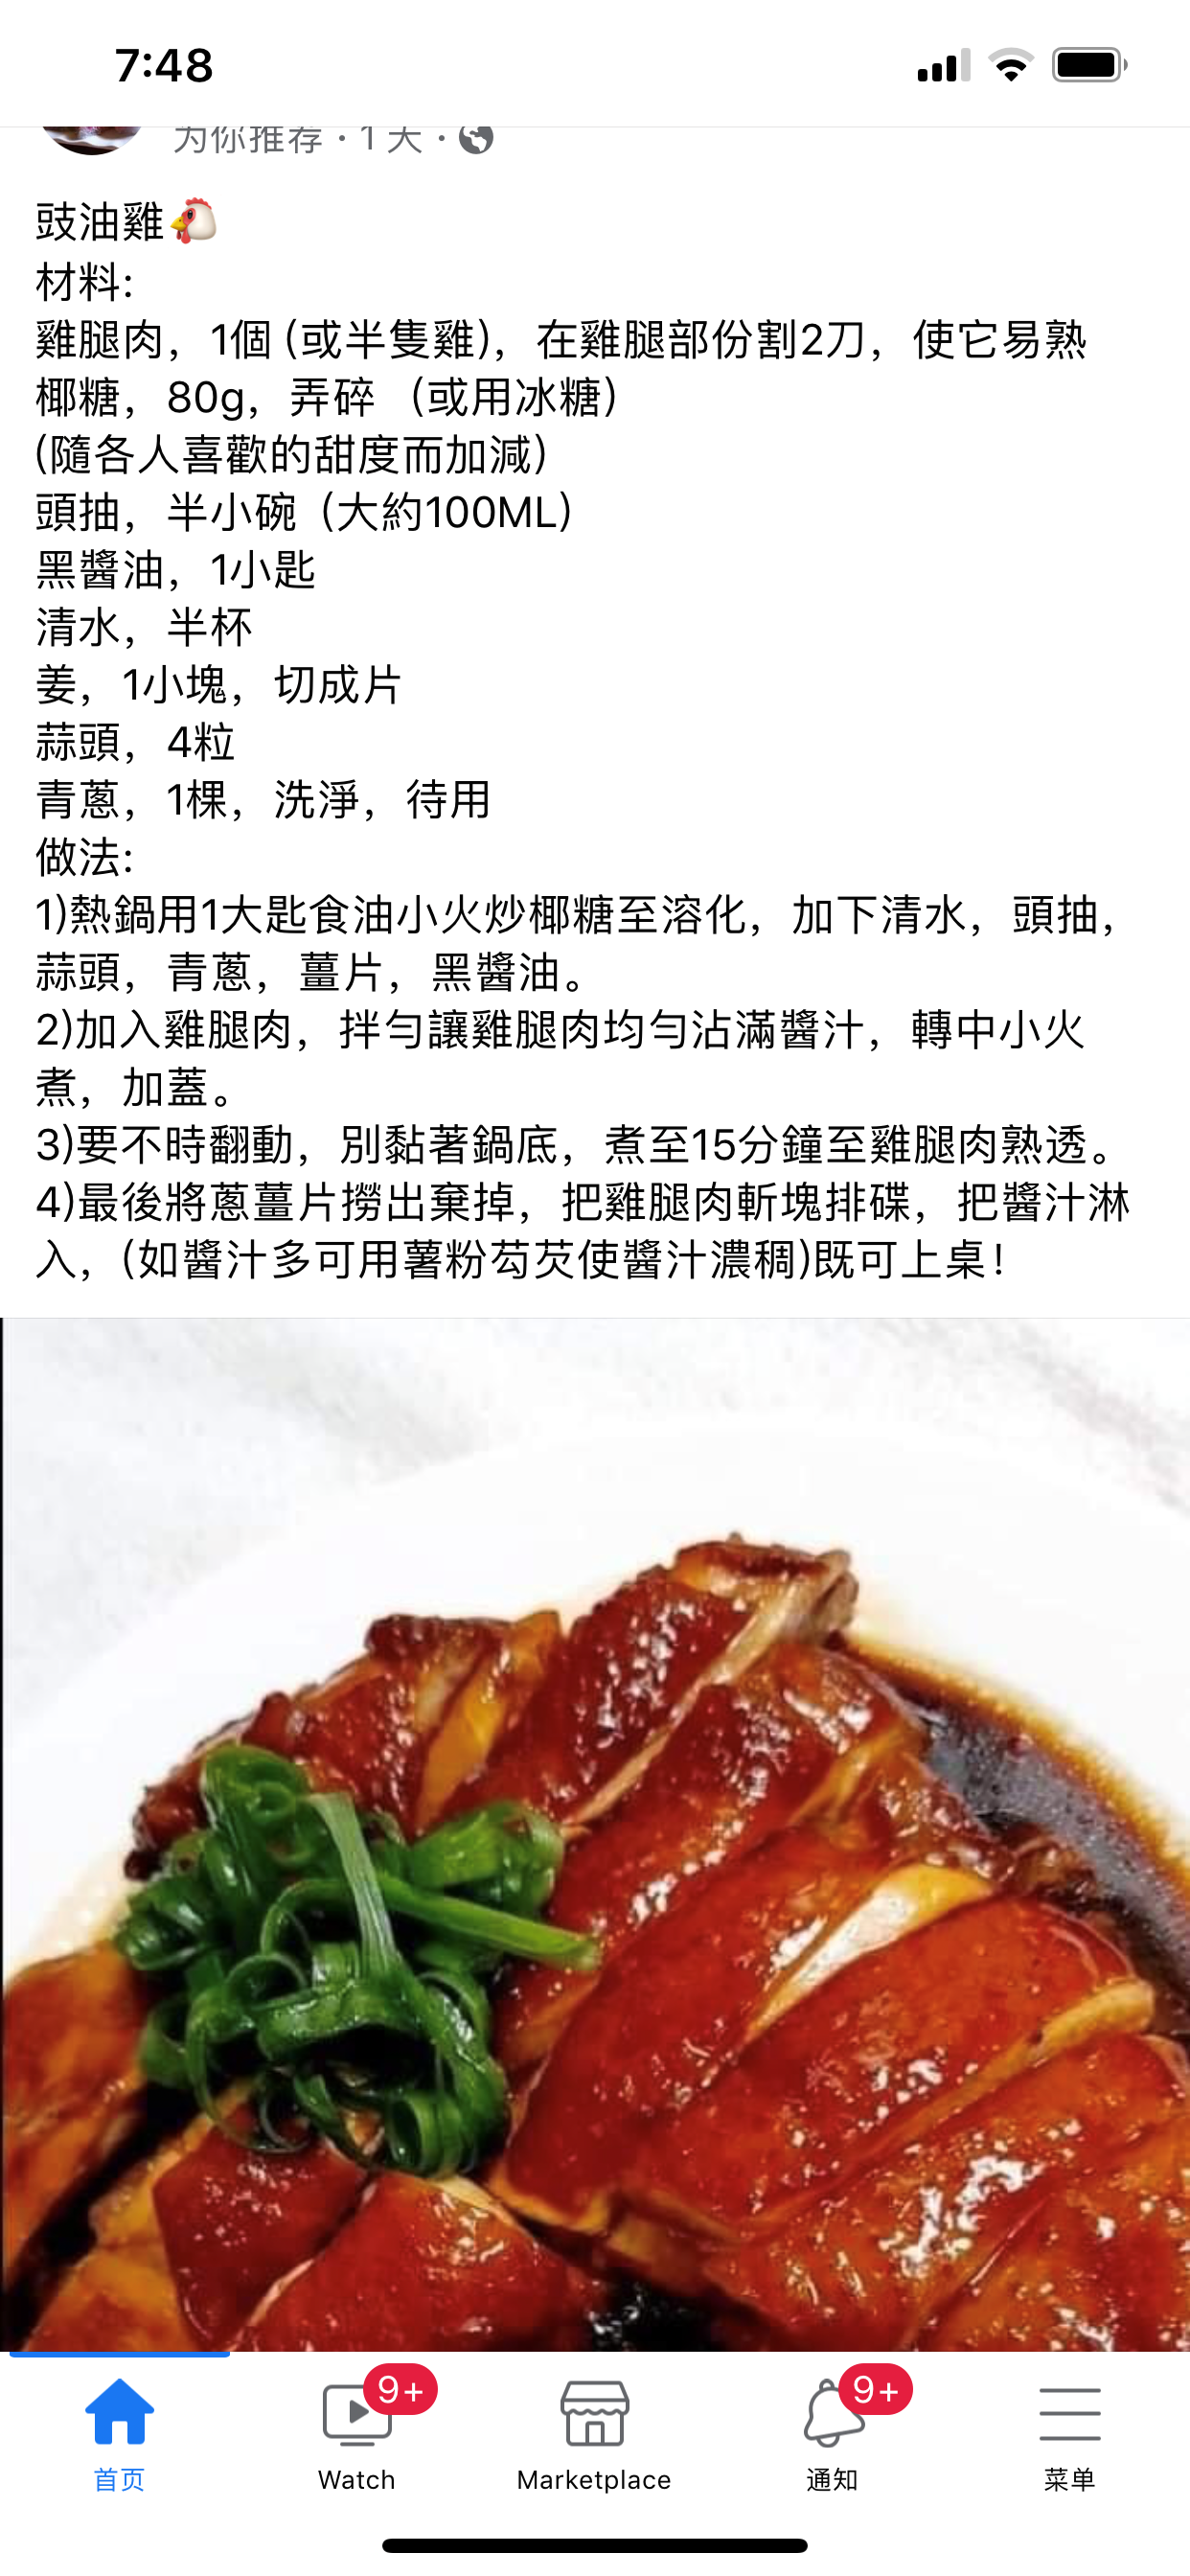 7:48
为你推荐 · 1 天 ·
豉油雞🐔
材料:
雞腿肉，1個 (或半隻雞)，在雞腿部份割2刀，使它易熟
椰糖，80g，弄碎 （或用冰糖）
(隨各人喜歡的甜度而加減)
頭抽，半小碗（大約100ML）
黑醬油，1小匙
清水，半杯
姜，1小塊，切成片
蒜頭，4粒
青蔥，1棵，洗淨，待用
做法:
1)熱鍋用1大匙食油小火炒椰糖至溶化，加下清水，頭抽，
蒜頭，青蔥，薑片，黑醬油。
2)加入雞腿肉，拌勻讓雞腿肉均勻沾滿醬汁，轉中小火
煮，加蓋。
3)要不時翻動，別黏著鍋底，煮至15分鐘至雞腿肉熟透。
4)最後將蔥薑片撈出棄掉，把雞腿肉斬塊排碟，把醬汁淋
入，(如醬汁多可用薯粉芶芡使醬汁濃稠)既可上桌！
9+
9+
首页
Watch
Marketplace
通知
菜单